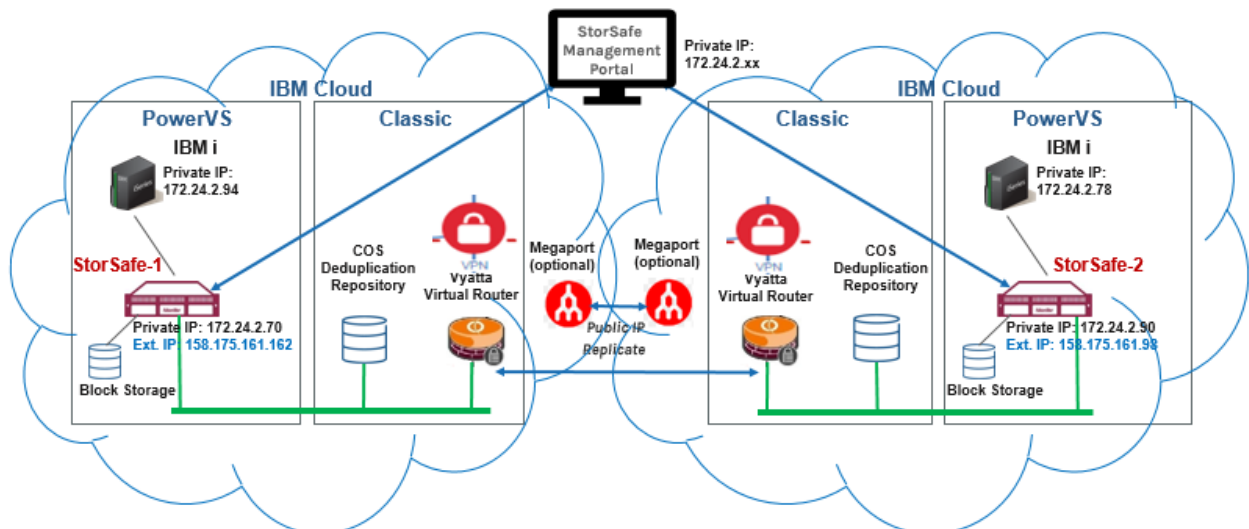 StorSafe
Management
Portal
Private IP:
172.24.2.xx
IBM Cloud
PowerVS
IBM i
Private IP:
172.24.2.94
StorSafe-1
Private IP: 172.24.2.70
Ext. IP: 158.175.161.162
Block Storage
Classic
COS
Deduplication
Repository
VPN
Vyatta
Virtual Router
Megaport
(optional)
Megaport
(optional)
Public IP
Replicate
IBM Cloud
Classic
VPN
Vyatta
Virtual Router
COS
Deduplication
Repository
PowerVS
IBM i
Private IP:
172.24.2.78
StorSafe-2
Private IP: 172.24.2.90
Ext. IP: 158.175.161.98
Block Storage